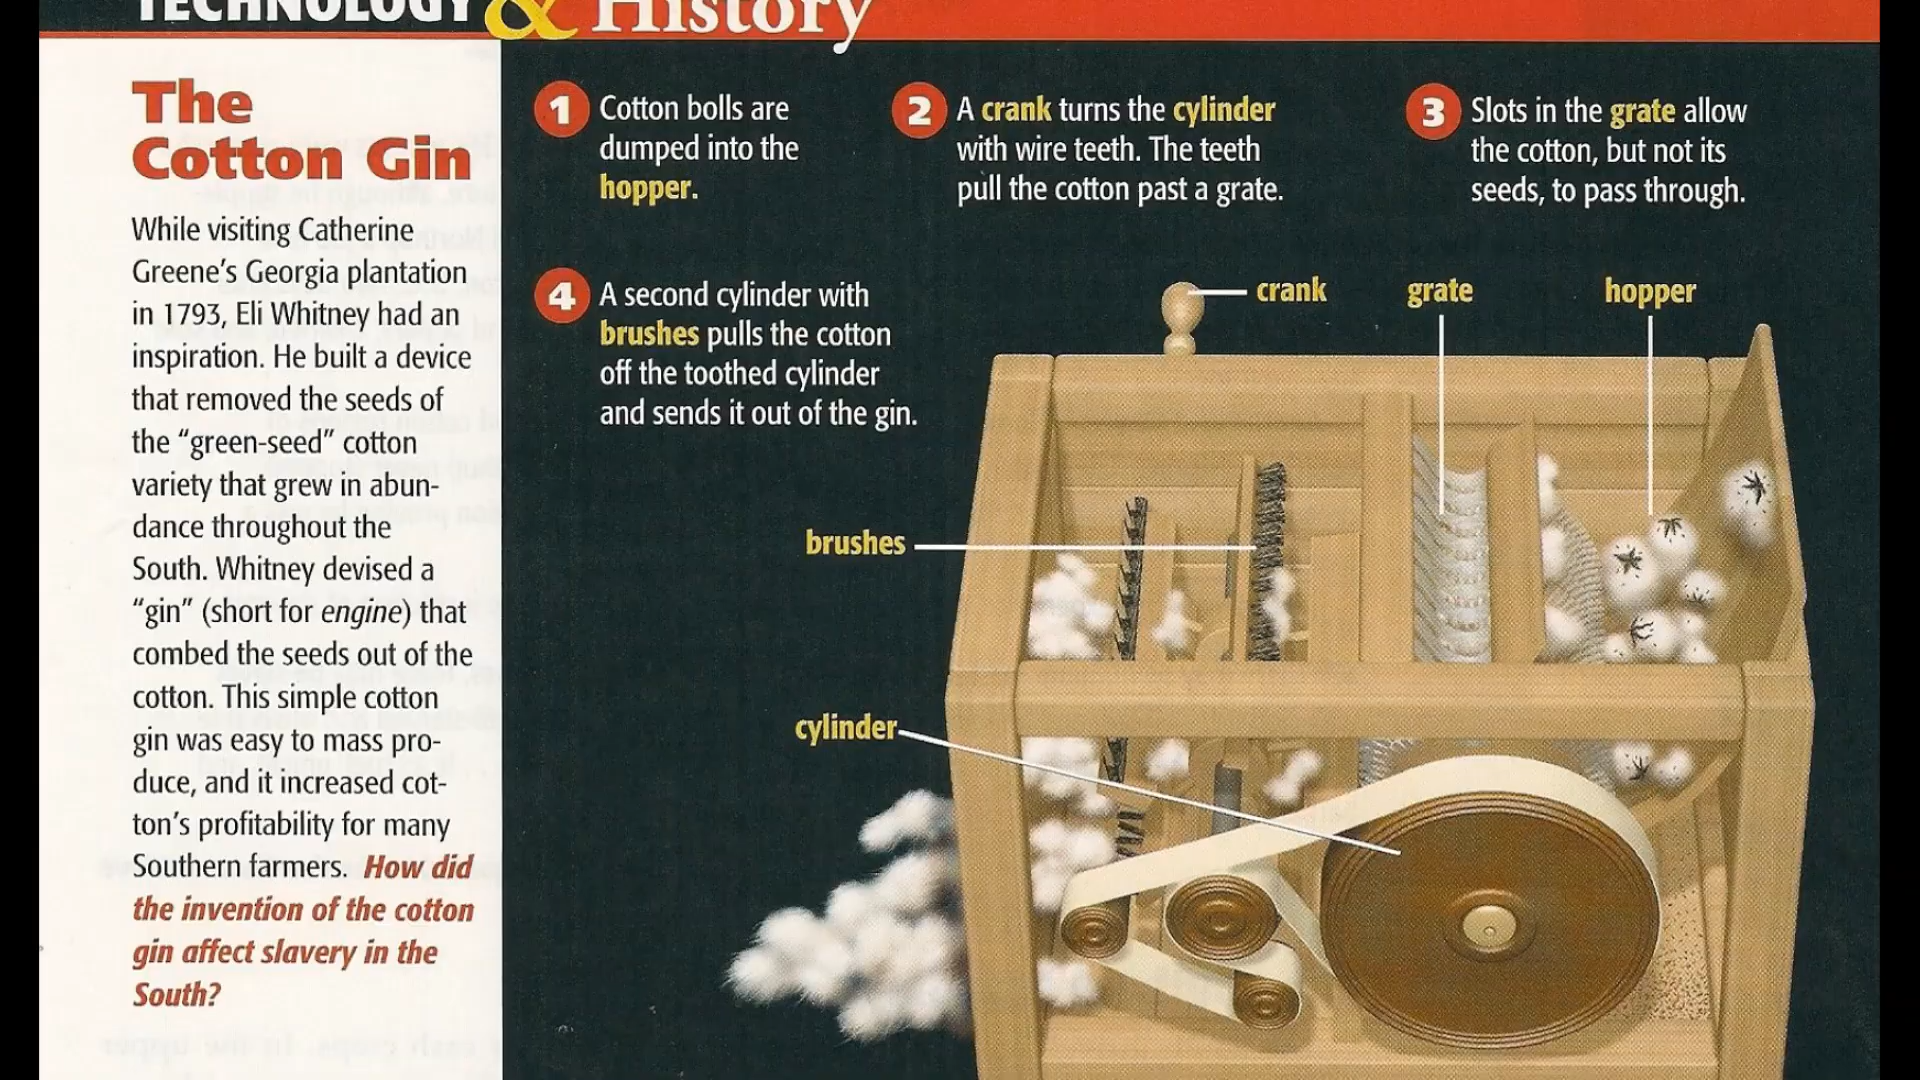 TECHNOLOGY & History
The
Cotton Gin
While visiting Catherine
Greene's Georgia plantation
in 1793, Eli Whitney had an
inspiration. He built a device
that removed the seeds of
the “green-seed” cotton
variety that grew in abun-
dance throughout the
South. Whitney devised a
“gin” (short for engine) that
combed the seeds out of the
cotton. This simple cotton
gin was easy to mass pro-
duce, and it increased cot-
ton's profitability for many
Southern farmers. How did
the invention of the cotton
gin affect slavery in the
South?
1 Cotton bolls are
dumped into the
hopper.
2 A crank turns the cylinder
with wire teeth. The teeth
pull the cotton past a grate.
3 Slots in the grate allow
the cotton, but not its
seeds, to pass through.
4 A second cylinder with
brushes pulls the cotton
off the toothed cylinder
and sends it out of the gin.
crank
grate
hopper
brushes
cylinder